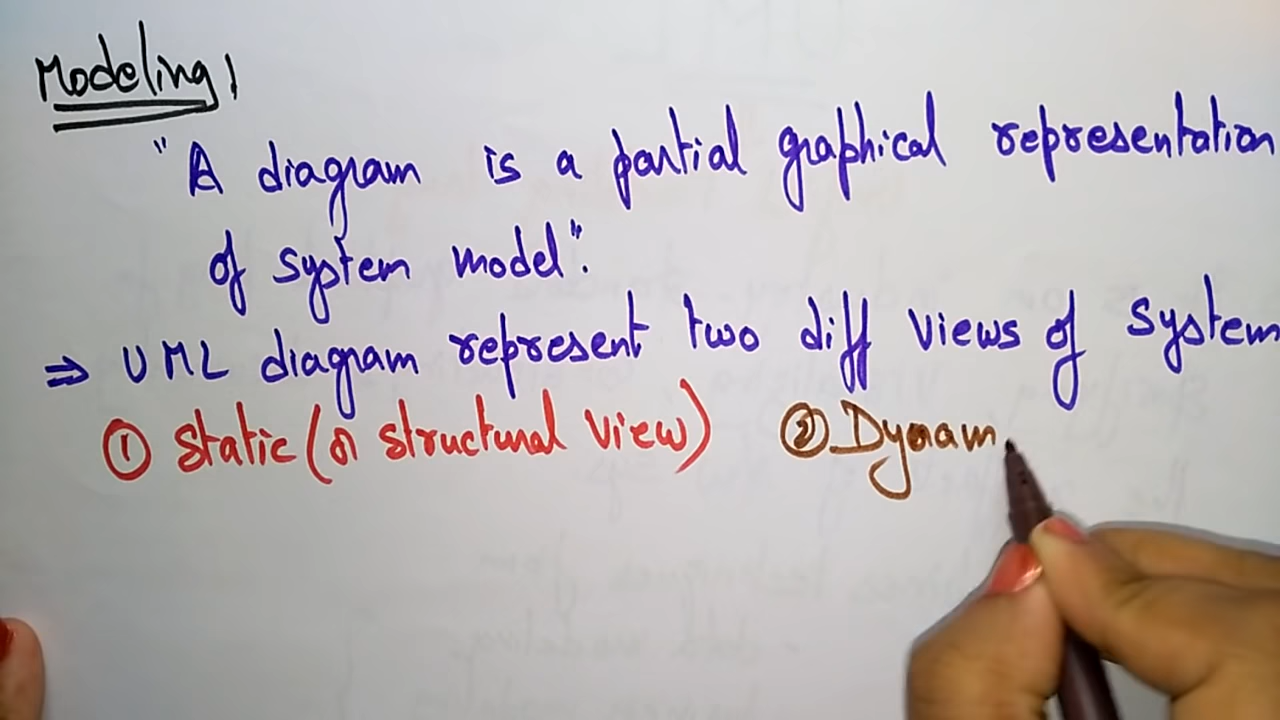 Modeling :
"A diagram is a partial graphical representation
of system model".
⇒ UML diagram represent two diff views of system
① Static (or structural view) ② Dynam